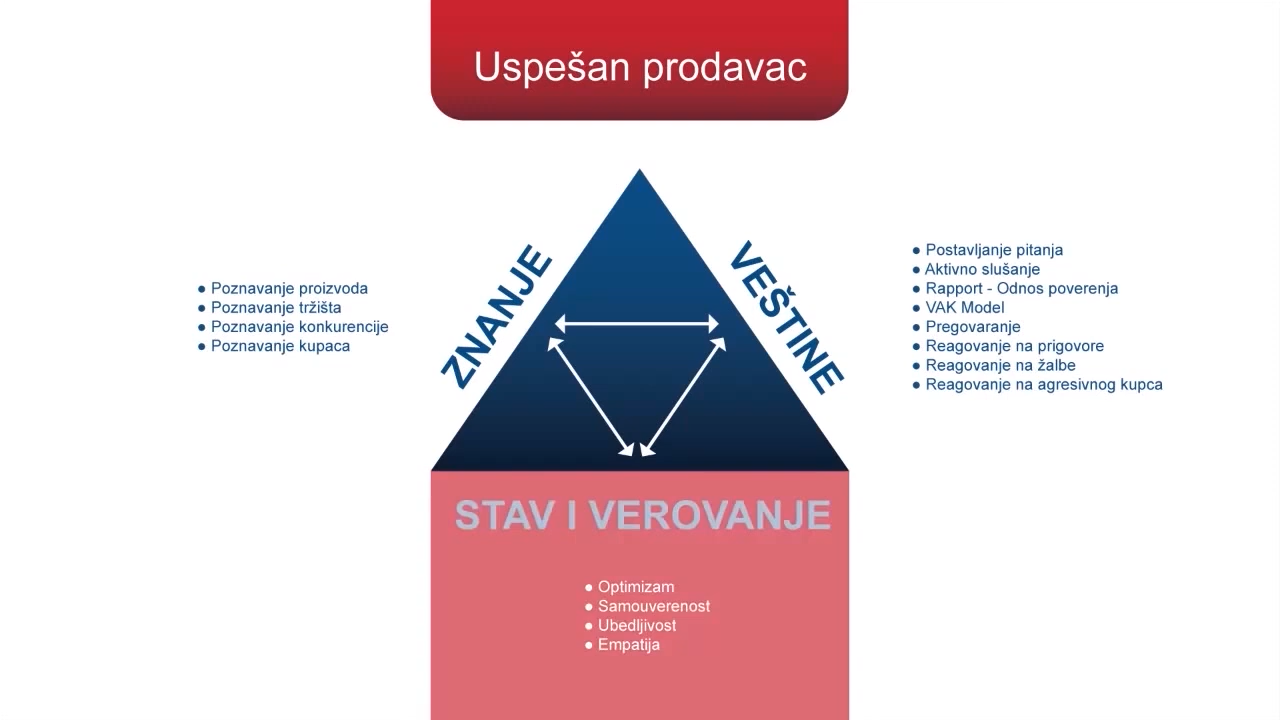 Uspešan prodavac
ZNANJE
● Poznavanje proizvoda
● Poznavanje tržišta
● Poznavanje konkurencije
● Poznavanje kupaca
VEŠTINE
● Postavljanje pitanja
● Aktivno slušanje
● Rapport - Odnos poverenja
● VAK Model
● Pregovaranje
● Reagovanje na prigovore
● Reagovanje na žalbe
● Reagovanje na agresivnog kupca
STAV I VEROVANJE
● Optimizam
● Samouverenost
● Ubedljivost
● Empatija